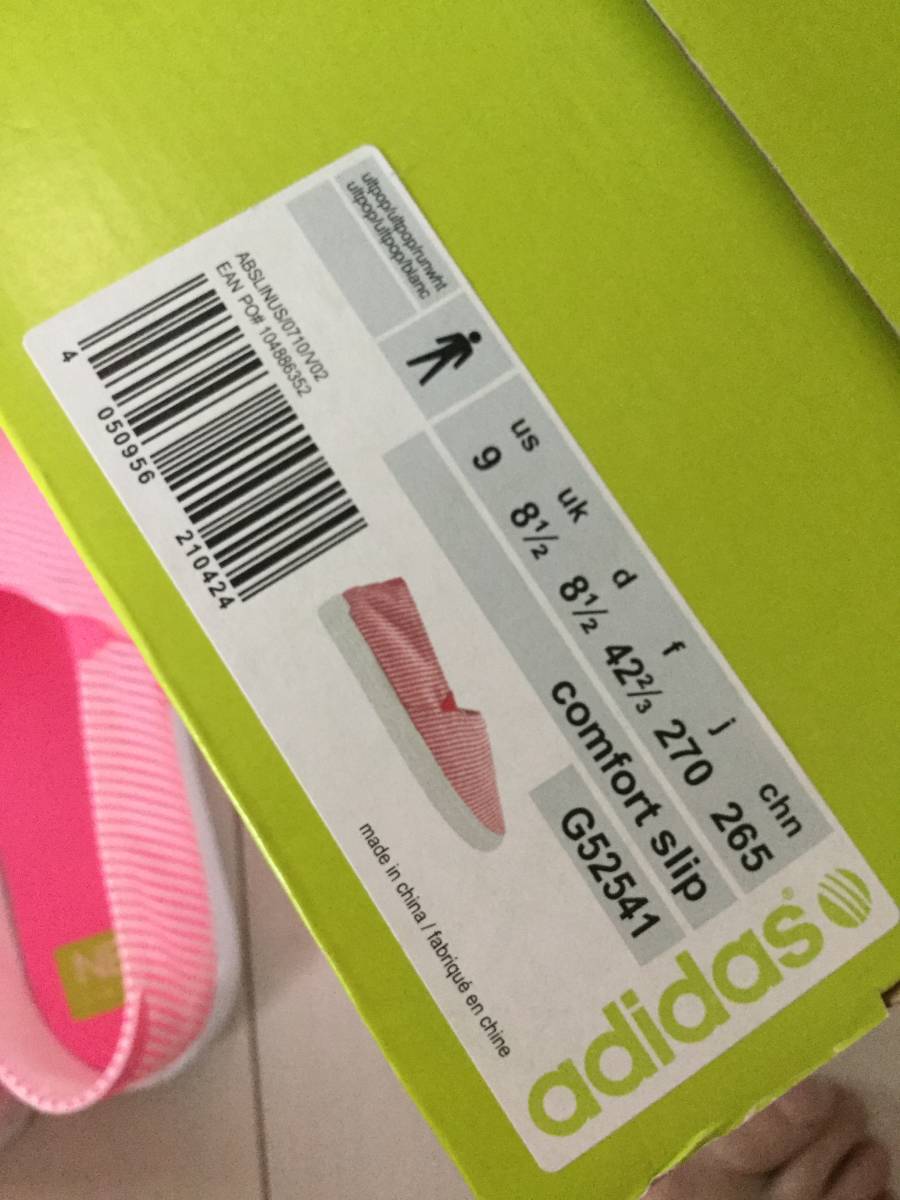 ultpop/ultpop/runwht
ultpop/ultpop/blanc
us uk d f j chn
9 8½ 8½ 42⅔ 270 265
comfort slip
G52541
ABSLINUS/0710/V02
EAN PO# 104886352
4 050956 210424
made in china / fabriqué en chine
adidas®